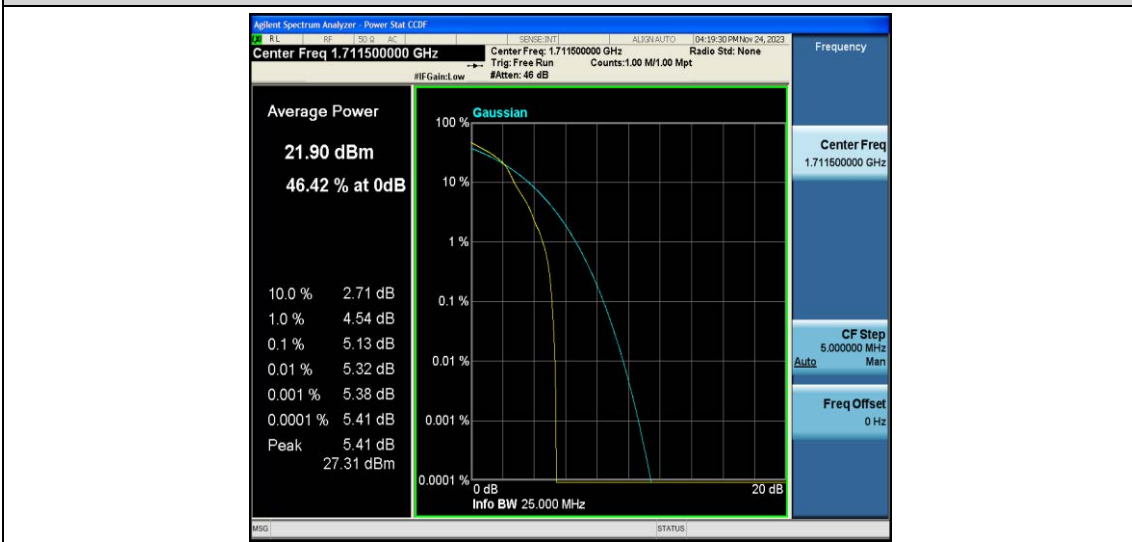 Agilent Spectrum Analyzer - Power Stat CCDF
RL RF 50 Ω AC SENSE:INT ALIGN AUTO 04:19:30 PM Nov 24, 2023
Center Freq 1.711500000 GHz
Center Freq: 1.711500000 GHz Radio Std: None
Trig: Free Run Counts:1.00 M/1.00 Mpt
#IFGain:Low #Atten: 46 dB
Frequency
Average Power
21.90 dBm
46.42 % at 0dB
10.0 % 2.71 dB
1.0 % 4.54 dB
0.1 % 5.13 dB
0.01 % 5.32 dB
0.001 % 5.38 dB
0.0001 % 5.41 dB
Peak 5.41 dB
27.31 dBm
Gaussian
100 %
10 %
1 %
0.1 %
0.01 %
0.001 %
0.0001 %
0 dB 20 dB
Info BW 25.000 MHz
Center Freq
1.711500000 GHz
CF Step
5.000000 MHz
Auto Man
Freq Offset
0 Hz
MSG STATUS